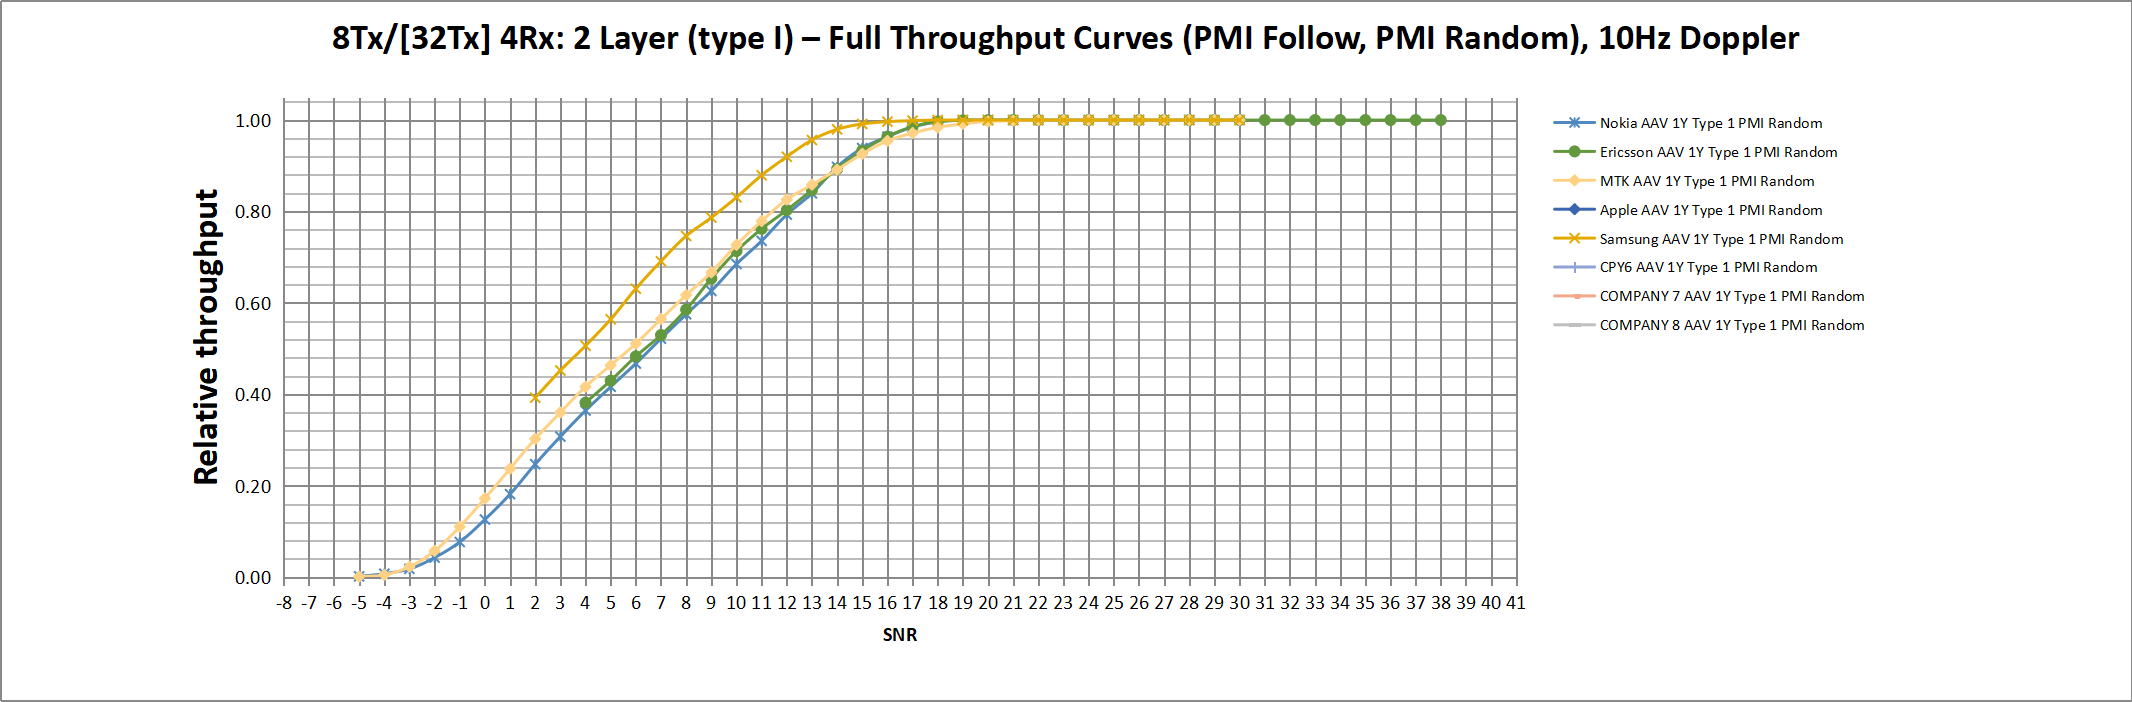 8Tx/[32Tx] 4Rx: 2 Layer (type I) – Full Throughput Curves (PMI Follow, PMI Random), 10Hz Doppler
Relative throughput
1.00
0.80
0.60
0.40
0.20
0.00
-8 -7 -6 -5 -4 -3 -2 -1 0 1 2 3 4 5 6 7 8 9 10 11 12 13 14 15 16 17 18 19 20 21 22 23 24 25 26 27 28 29 30 31 32 33 34 35 36 37 38 39 40 41
SNR
Nokia AAV 1Y Type 1 PMI Random
Ericsson AAV 1Y Type 1 PMI Random
MTK AAV 1Y Type 1 PMI Random
Apple AAV 1Y Type 1 PMI Random
Samsung AAV 1Y Type 1 PMI Random
CPY6 AAV 1Y Type 1 PMI Random
COMPANY 7 AAV 1Y Type 1 PMI Random
COMPANY 8 AAV 1Y Type 1 PMI Random